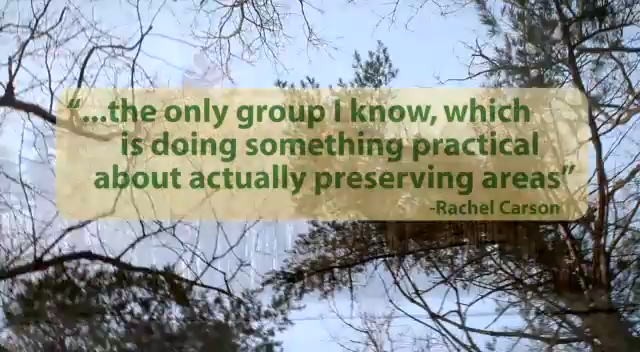 “...the only group I know, which
is doing something practical
about actually preserving areas”
-Rachel Carson